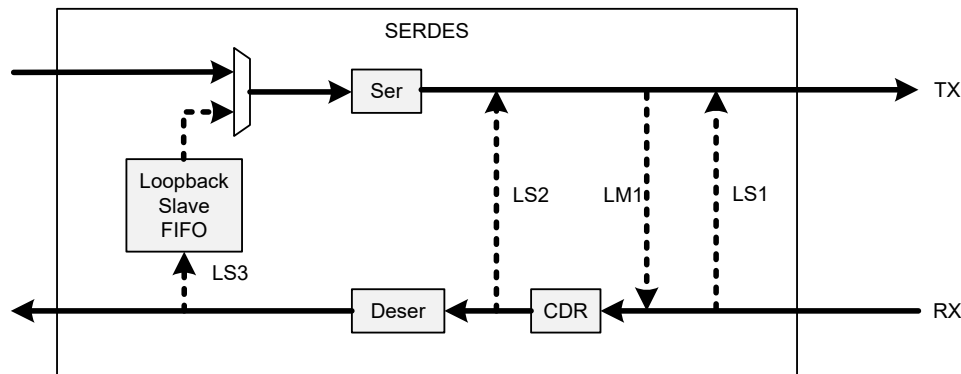 SERDES
Ser
TX
Loopback
Slave
FIFO
LS2
LM1
LS1
LS3
Deser
CDR
RX